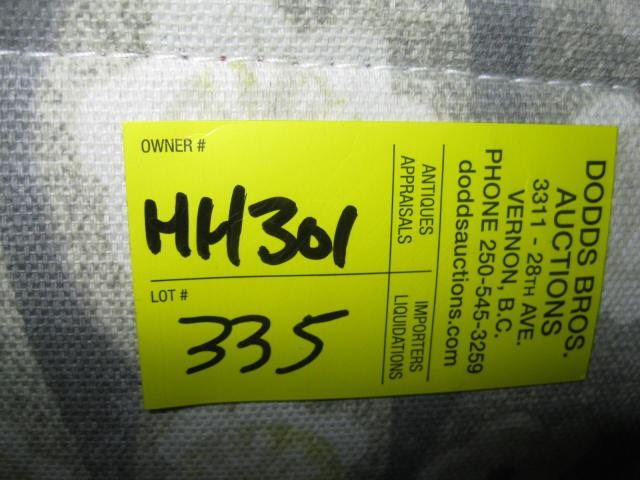 OWNER #
HH301
LOT #
335
DODDS BROS.
AUCTIONS
3311 - 28TH AVE.
VERNON, B.C.
PHONE 250-545-3259
doddsauctions.com
ANTIQUES
APPRAISALS
IMPORTERS
LIQUIDATIONS